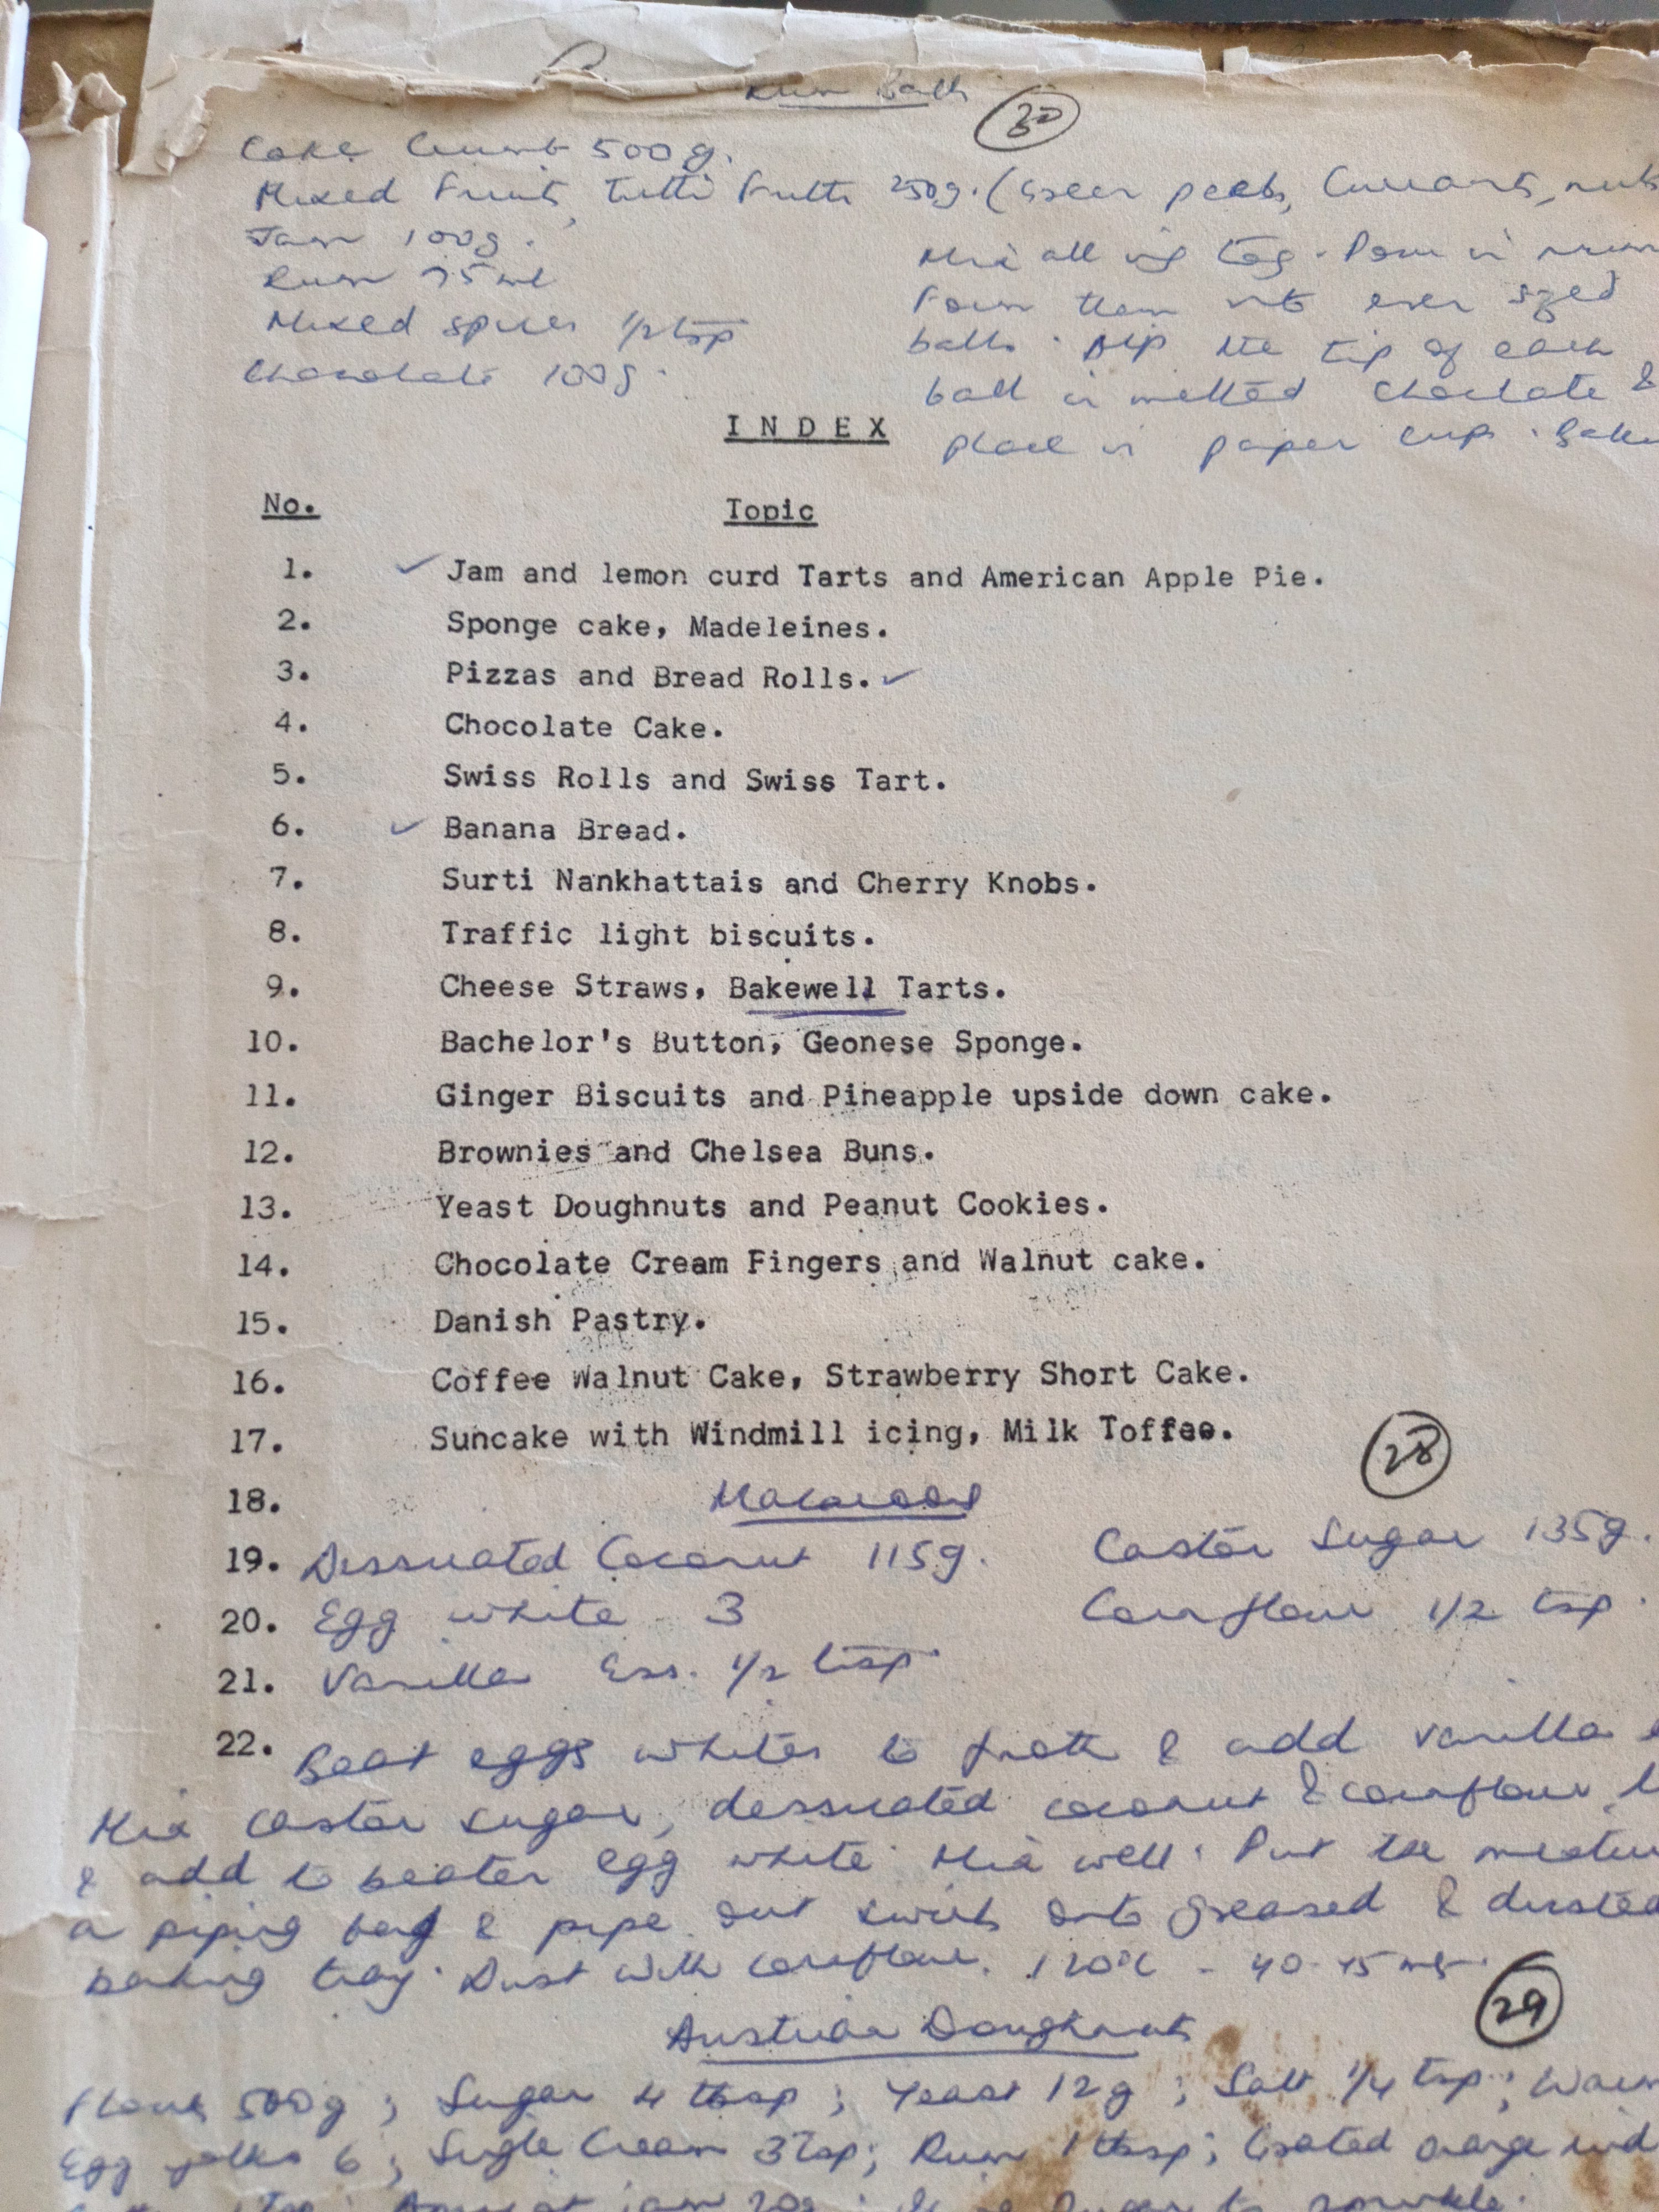 Rum Balls
30
Cake Crumb 500g.
Mixed Fruit, tutti Frutti 250g. (Green peels, Currants, nuts
Jam 100g.
Rum 75 ml
Mixed spices 1/2 tsp
Chocolate 100g.
Mix all ing tog. Pour in rum
Form them into even sized
balls. Dip the tip of each
ball in melted Choclate &
place in paper cup.
INDEX
No. Topic
1. ✓ Jam and lemon curd Tarts and American Apple Pie.
2. Sponge cake, Madeleines.
3. Pizzas and Bread Rolls. ✓
4. Chocolate Cake.
5. Swiss Rolls and Swiss Tart.
6. ✓ Banana Bread.
7. Surti Nankhattais and Cherry Knobs.
8. Traffic light biscuits.
9. Cheese Straws, Bakewell Tarts.
10. Bachelor's Button, Geonese Sponge.
11. Ginger Biscuits and Pineapple upside down cake.
12. Brownies and Chelsea Buns.
13. Yeast Doughnuts and Peanut Cookies.
14. Chocolate Cream Fingers and Walnut cake.
15. Danish Pastry.
16. Coffee Walnut Cake, Strawberry Short Cake.
17. Suncake with Windmill icing, Milk Toffee.
28
18. Macaroons
19. Dessicated Coconut 115g. Castor Sugar 135g.
20. Egg white 3 Cornflour 1/2 tsp.
21. Vanilla Ess. 1/2 tsp.
22. Beat eggs whites to froth & add vanilla
Mix castor sugar, dessicated coconut & cornflour
& add to beaten egg white. Mix well. Put the
a piping bag & pipe out swirls onto greased & dusted
baking tray. Dust with cornflour. 120°C - 40-45 mts.
Austrian Doughnuts
29
Flour 500g; Sugar 4 tbsp; Yeast 12g; Salt 1/4 tsp;
Egg yolks 6; Single Cream 3 Tsp; Rum 1 tbsp; Grated orange rind